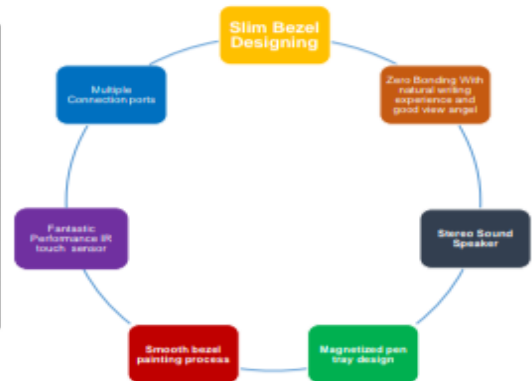 Slim Bezel
Designing
Zero Bonding With
natural writing
experience and
good view angel
Stereo Sound
Speaker
Magnetized pen
tray design
Smooth bezel
painting process
Fantastic
Performance IR
touch sensor
Multiple
Connection ports